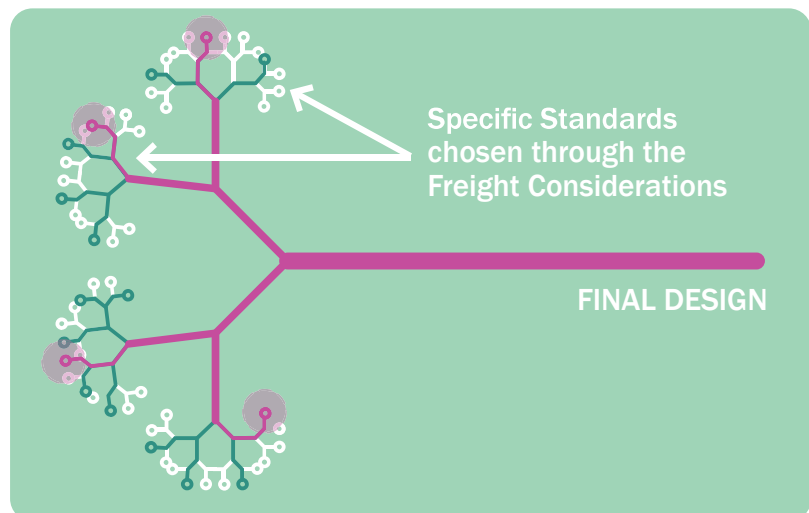 Specific Standards
chosen through the
Freight Considerations
FINAL DESIGN